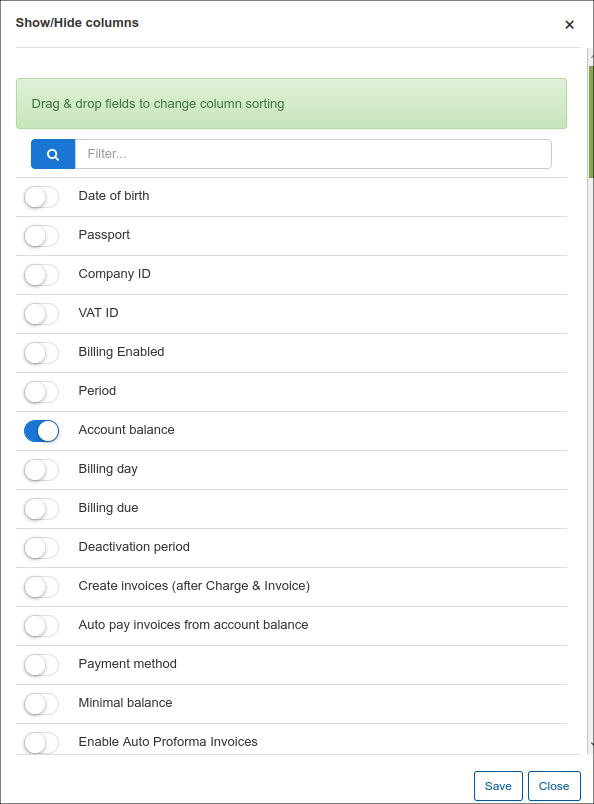 Show/Hide columns
×
Drag & drop fields to change column sorting
Filter...
Date of birth
Passport
Company ID
VAT ID
Billing Enabled
Period
Account balance
Billing day
Billing due
Deactivation period
Create invoices (after Charge & Invoice)
Auto pay invoices from account balance
Payment method
Minimal balance
Enable Auto Proforma Invoices
Save Close